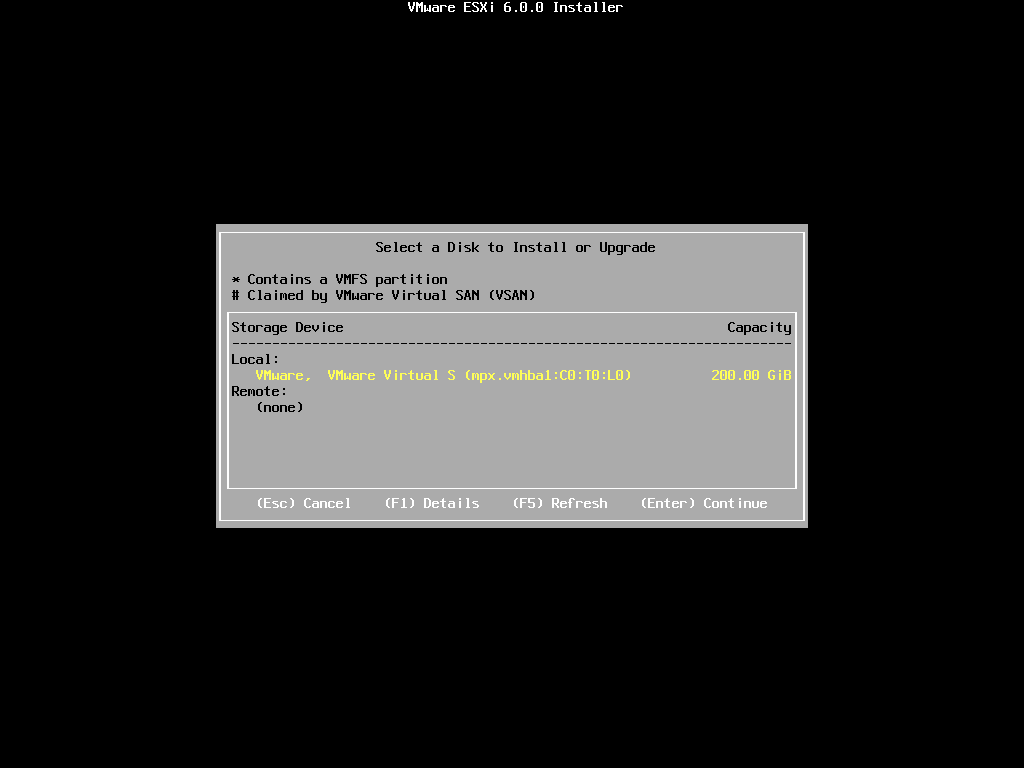 VMware ESXi 6.0.0 Installer
Select a Disk to Install or Upgrade
* Contains a VMFS partition
# Claimed by VMware Virtual SAN (VSAN)
Storage Device Capacity
----------------------------------------------------------------------
Local:
VMware, VMware Virtual S (mpx.vmhba1:C0:T0:L0) 200.00 GiB
Remote:
(none)
(Esc) Cancel (F1) Details (F5) Refresh (Enter) Continue